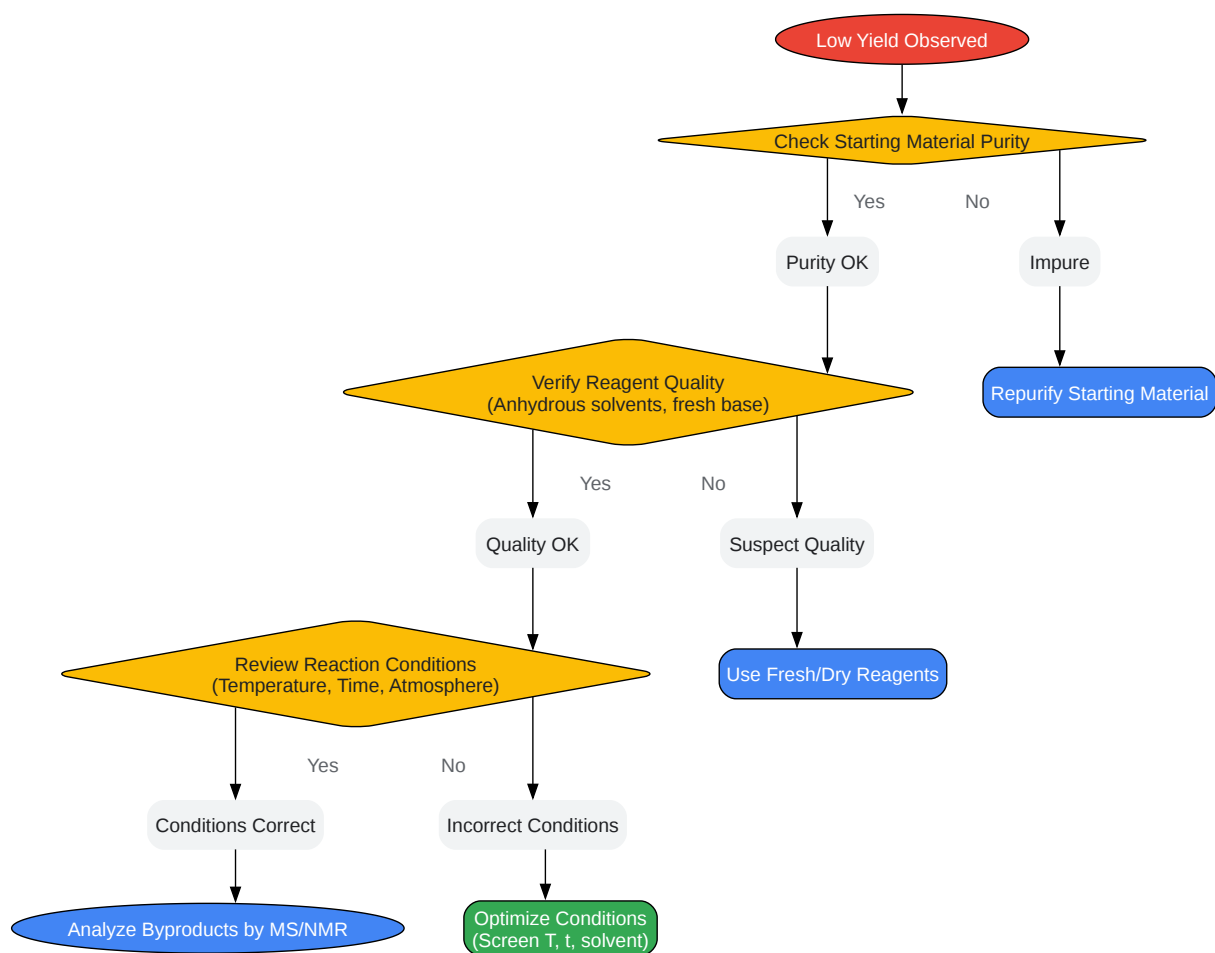 Low Yield Observed
Check Starting Material Purity
Yes
No
Purity OK
Impure
Verify Reagent Quality
(Anhydrous solvents, fresh base)
Repurify Starting Material
Yes
No
Quality OK
Suspect Quality
Review Reaction Conditions
(Temperature, Time, Atmosphere)
Use Fresh/Dry Reagents
Yes
No
Conditions Correct
Incorrect Conditions
Analyze Byproducts by MS/NMR
Optimize Conditions
(Screen T, t, solvent)